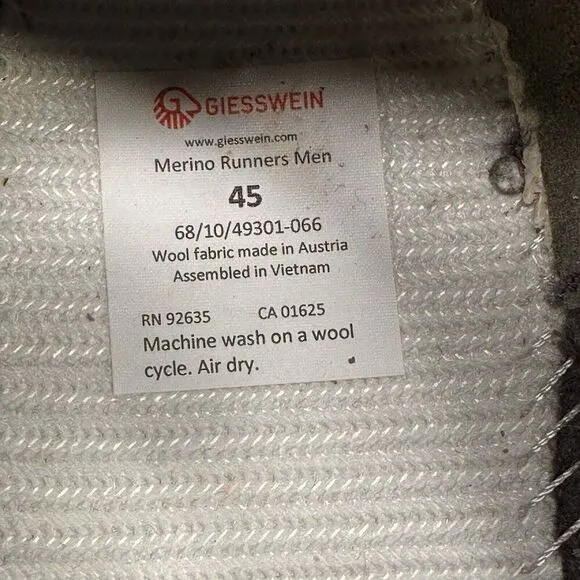 GIESSWEIN
www.giesswein.com
Merino Runners Men
45
68/10/49301-066
Wool fabric made in Austria
Assembled in Vietnam
RN 92635 CA 01625
Machine wash on a wool
cycle. Air dry.